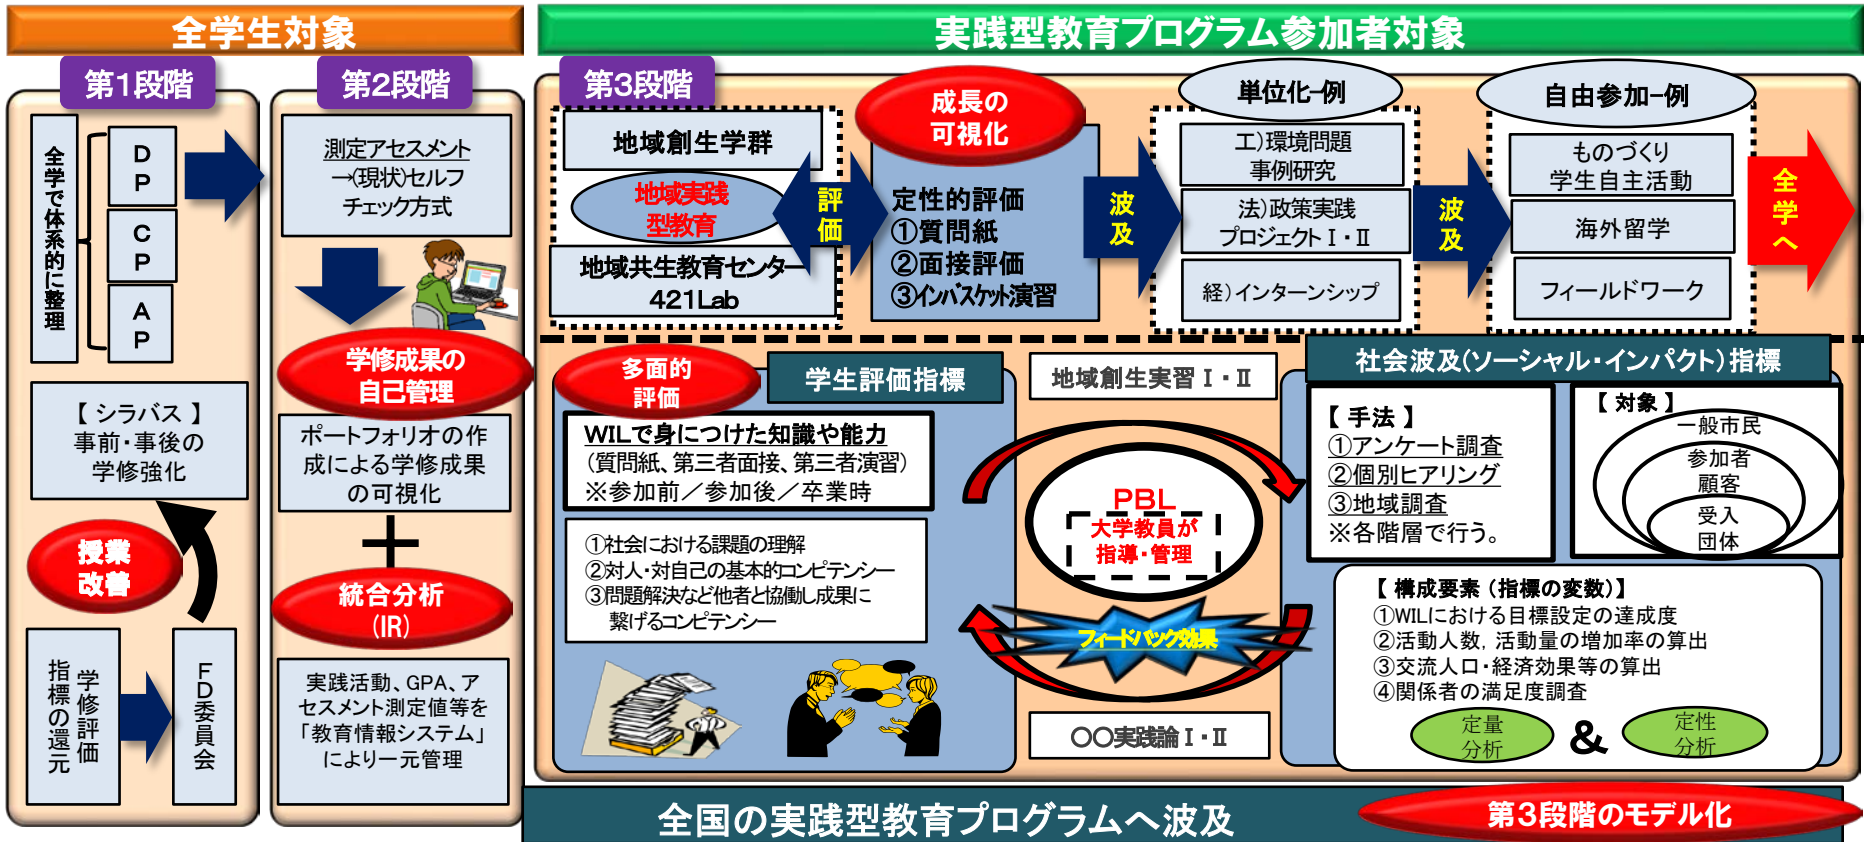 全学生対象
実践型教育プログラム参加者対象
第1段階
全学で体系的に整理
D
P
C
P
A
P
【 シラバス 】
事前・事後の
学修強化
授業
改善
学修評価
指標の還元
FD委員会
第2段階
測定アセスメント
→(現状)セルフ
チェック方式
学修成果の
自己管理
ポートフォリオの作
成による学修成果
の可視化
＋
統合分析
(IR)
実践活動、GPA、ア
セスメント測定値等を
「教育情報システム」
により一元管理
第3段階
地域創生学群
地域実践
型教育
地域共生教育センター
421Lab
評価
成長の
可視化
定性的評価
①質問紙
②面接評価
③インバスケット演習
波及
単位化-例
工）環境問題
事例研究
法）政策実践
プロジェクトⅠ・Ⅱ
経）インターンシップ
波及
自由参加-例
ものづくり
学生自主活動
海外留学
フィールドワーク
全学へ
多面的
評価
学生評価指標
WILで身につけた知識や能力
(質問紙、第三者面接、第三者演習)
※参加前／参加後／卒業時
①社会における課題の理解
②対人・対自己の基本的コンピテンシー
③問題解決など他者と協働し成果に
繋げるコンピテンシー
地域創生実習Ⅰ・Ⅱ
PBL
大学教員が
指導・管理
フィードバック効果
〇〇実践論Ⅰ・Ⅱ
社会波及(ソーシャル・インパクト)指標
【 手法 】
①アンケート調査
②個別ヒアリング
③地域調査
※各階層で行う。
【 対象 】
一般市民
参加者
顧客
受入
団体
【 構成要素（指標の変数）】
①WILにおける目標設定の達成度
②活動人数，活動量の増加率の算出
③交流人口・経済効果等の算出
④関係者の満足度調査
定量
分析
&
定性
分析
全国の実践型教育プログラムへ波及
第3段階のモデル化